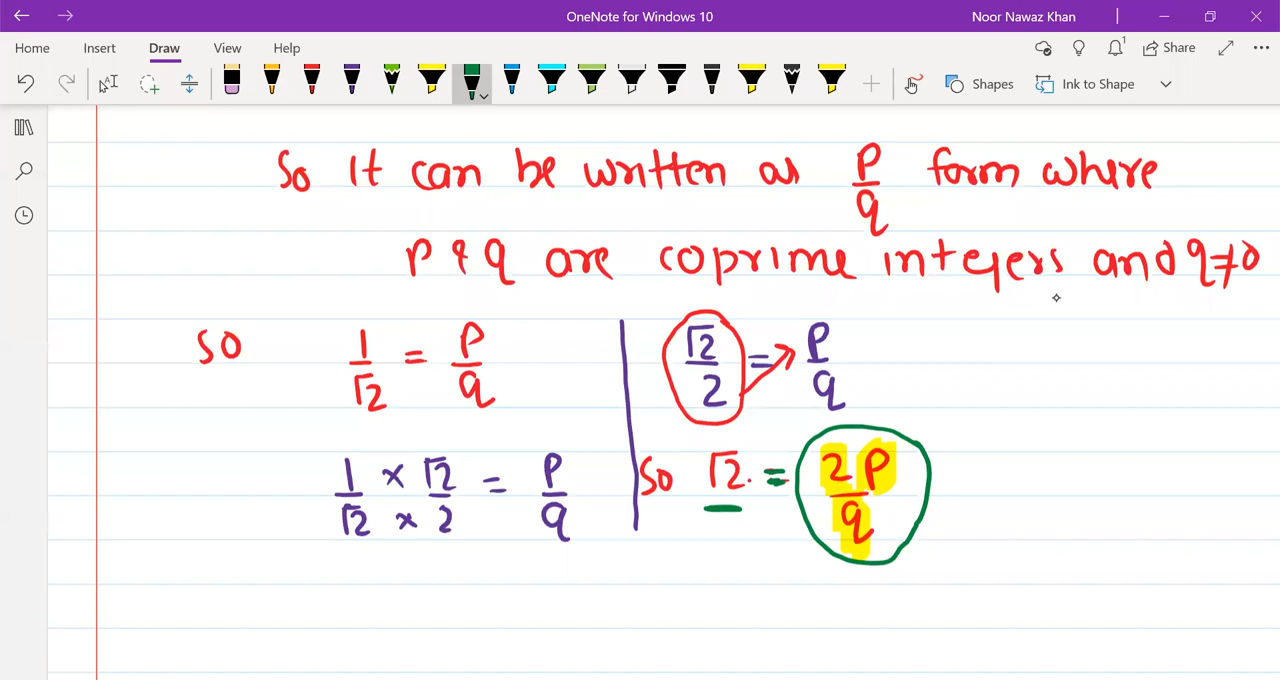 OneNote for Windows 10
Noor Nawaz Khan
Home Insert Draw View Help
1
Share
Shapes
Ink to Shape
So it can be written as p/q form where
p & q are coprime integers and q≠0
So 1/√2 = p/q
√2/2 = p/q
1/√2 × √2/2 = p/q
So √2. = 2p/q